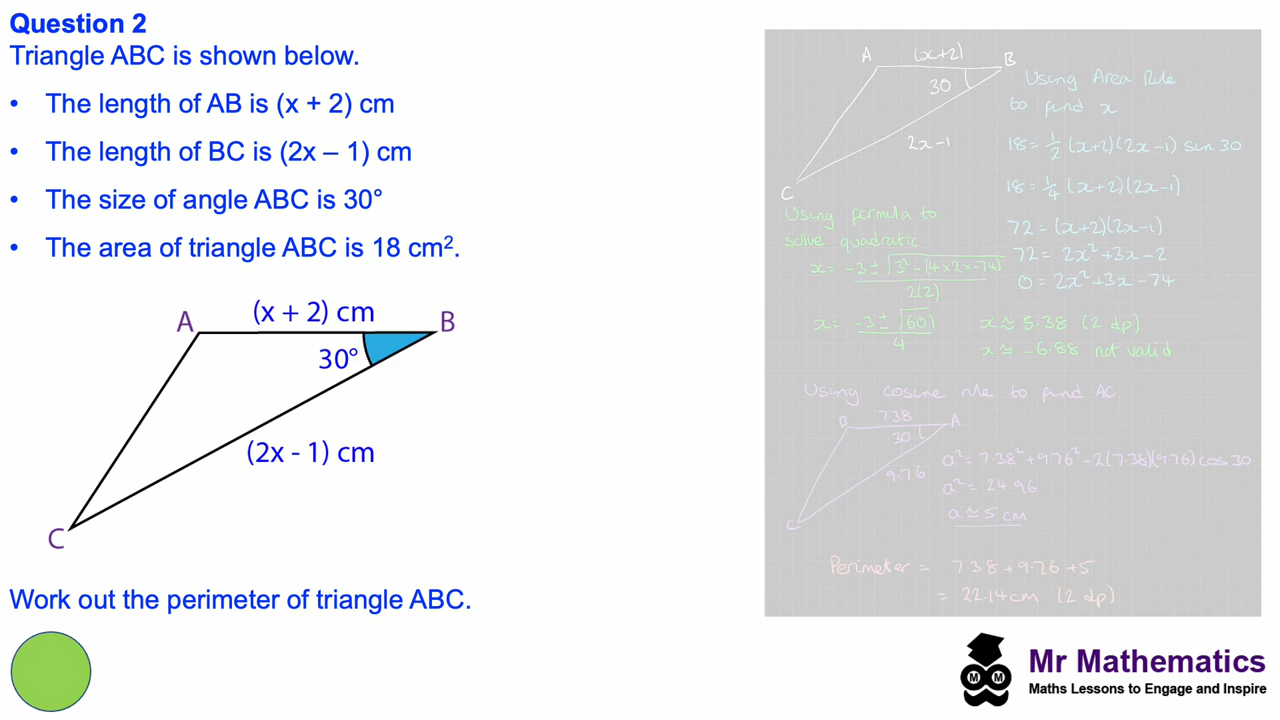 Question 2
Triangle ABC is shown below.
• The length of AB is (x + 2) cm
• The length of BC is (2x – 1) cm
• The size of angle ABC is 30°
• The area of triangle ABC is 18 cm².
(x + 2) cm
A
B
30°
(2x - 1) cm
C
Work out the perimeter of triangle ABC.
A
(x+2)
B
30
2x-1
C
Using Area Rule
to find x
18 = 1/2 (x+2)(2x-1) sin 30
18 = 1/4 (x+2)(2x-1)
72 = (x+2)(2x-1)
72 = 2x² + 3x - 2
0 = 2x² + 3x - 74
Using formula to
solve quadratic
x = -3 ± √3² - (4×2×-74)
2(2)
x = -3 ± √601
4
x ≈ 5.38 (2 dp)
x ≈ -6.88 not valid
Using cosine rule to find AC.
7.38
B
A
30
9.76
C
a² = 7.38² + 9.76² - 2(7.38)(9.76) cos 30
a² = 24.96
a ≈ 5 cm
Perimeter = 7.38 + 9.76 + 5
= 22.14 cm (2 dp)
M M
Mr Mathematics
Maths Lessons to Engage and Inspire